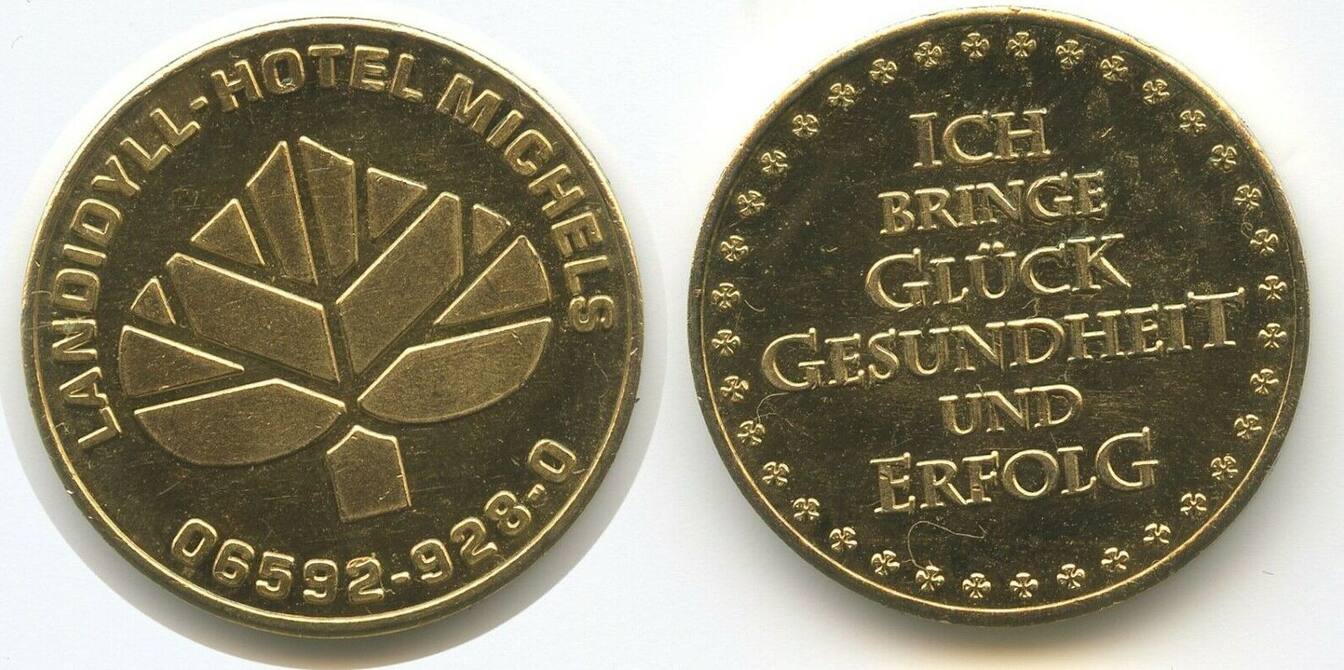 LANDIDYLL-HOTEL MICHELS
06592-928-0
ICH
BRINGE
GLÜCK
GESUNDHEIT
UND
ERFOLG